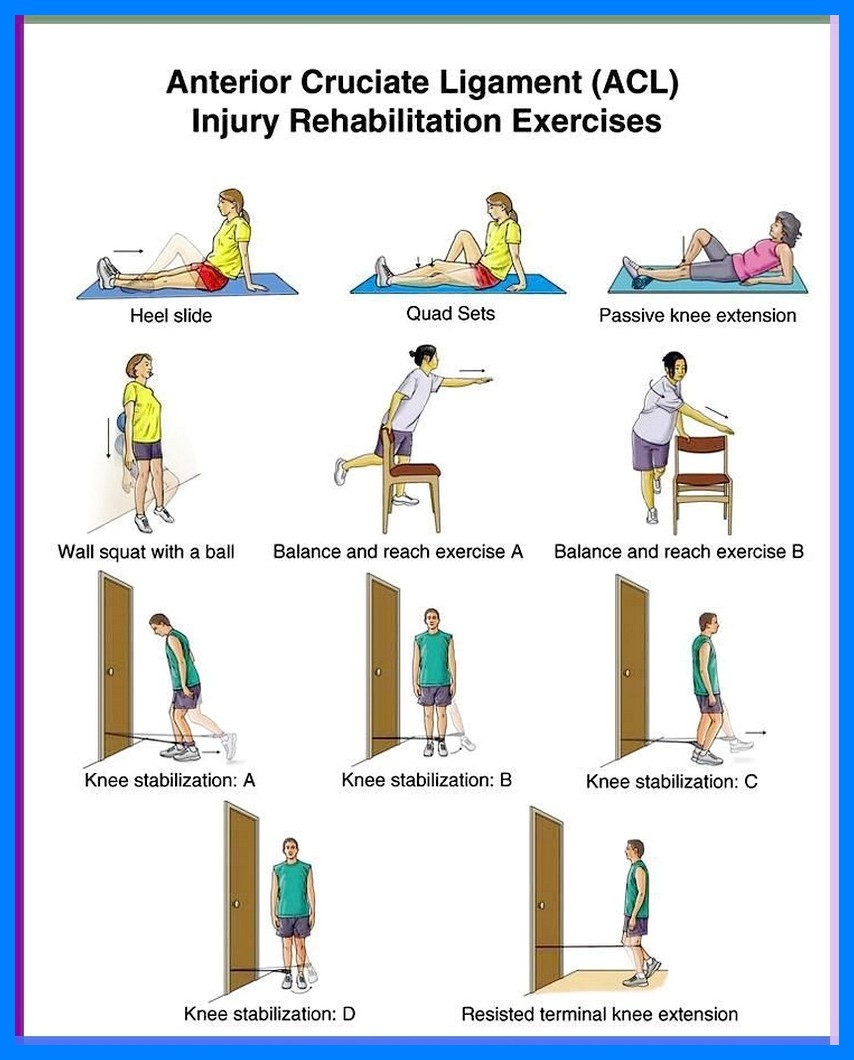 Anterior Cruciate Ligament (ACL)
Injury Rehabilitation Exercises
Heel slide
Quad Sets
Passive knee extension
Wall squat with a ball
Balance and reach exercise A
Balance and reach exercise B
Knee stabilization: A
Knee stabilization: B
Knee stabilization: C
Knee stabilization: D
Resisted terminal knee extension